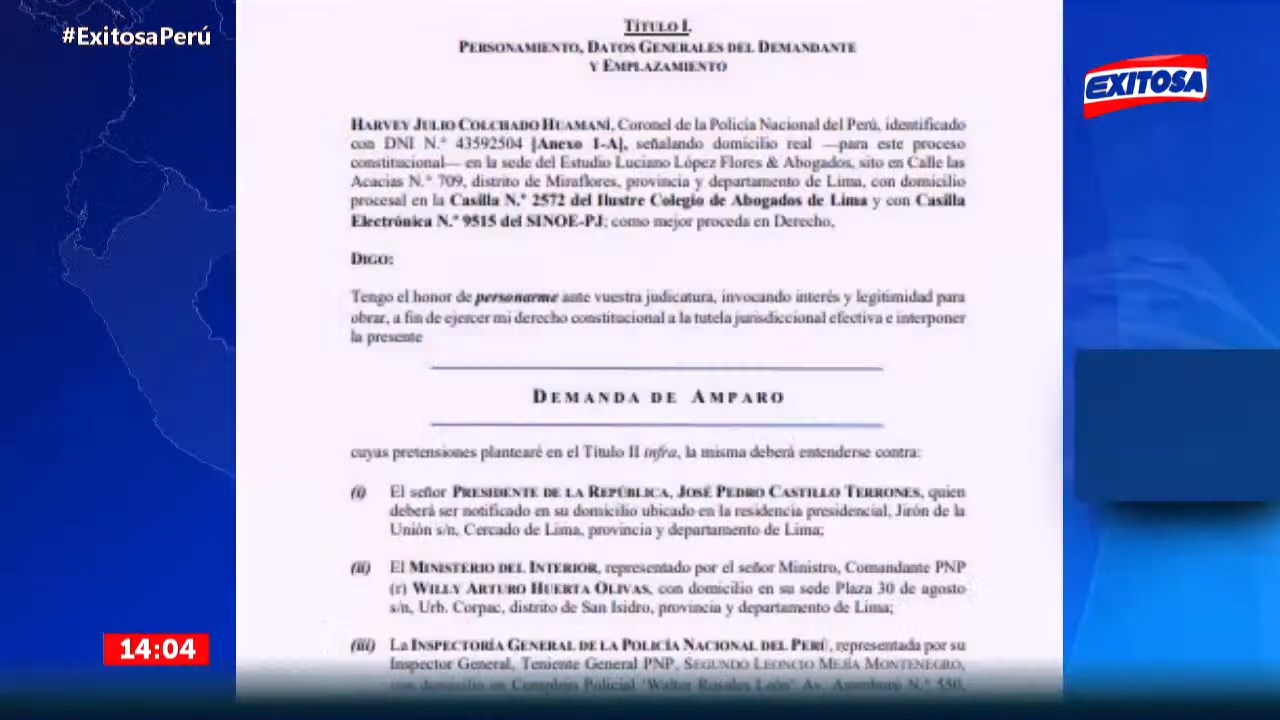 #ExitosaPerú
EXITOSA
TÍTULO I.
PERSONAMIENTO, DATOS GENERALES DEL DEMANDANTE
Y EMPLAZAMIENTO
HARVEY JULIO COLCHADO HUAMANÍ, Coronel de la Policía Nacional del Perú, identificado
con DNI N.° 43592504 [Anexo 1-A], señalando domicilio real —para este proceso
constitucional— en la sede del Estudio Luciano López Flores & Abogados, sito en Calle las
Acacias N.° 709, distrito de Miraflores, provincia y departamento de Lima, con domicilio
procesal en la Casilla N.° 2572 del Ilustre Colegio de Abogados de Lima y con Casilla
Electrónica N.° 9515 del SINOE-PJ; como mejor proceda en Derecho,
DIGO:
Tengo el honor de personarme ante vuestra judicatura, invocando interés y legitimidad para
obrar, a fin de ejercer mi derecho constitucional a la tutela jurisdiccional efectiva e interponer
la presente
DEMANDA DE AMPARO
cuyas pretensiones plantearé en el Título II infra, la misma deberá entenderse contra:
(i) El señor PRESIDENTE DE LA REPÚBLICA, JOSÉ PEDRO CASTILLO TERRONES, quien
deberá ser notificado en su domicilio ubicado en la residencia presidencial, Jirón de la
Unión s/n, Cercado de Lima, provincia y departamento de Lima;
(ii) El MINISTERIO DEL INTERIOR, representado por el señor Ministro, Comandante PNP
(r) WILLY ARTURO HUERTA OLIVAS, con domicilio en su sede Plaza 30 de agosto
s/n, Urb. Corpac, distrito de San Isidro, provincia y departamento de Lima;
(iii) La INSPECTORÍA GENERAL DE LA POLICÍA NACIONAL DEL PERÚ, representada por su
Inspector General, Teniente General PNP, SEGUNDO LEONCIO MEJÍA MONTENEGRO,
con domicilio en Complejo Policial "Walter Rosales León" Av. Aramburú N.° 550,
14:04